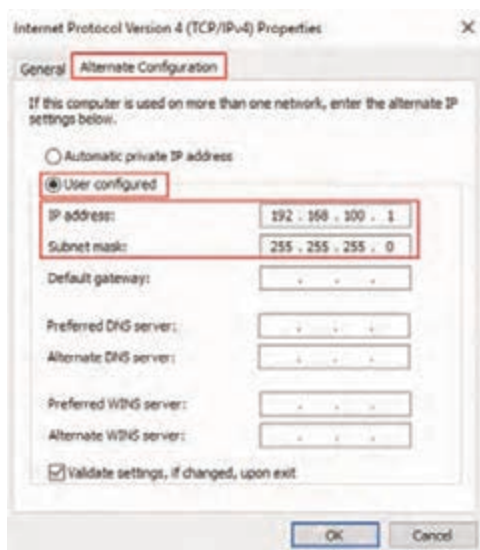 Internet Protocol Version 4 (TCP/IPv4) Properties
General Alternate Configuration
If this computer is used on more than one network, enter the alternate IP
settings below.
Automatic private IP address
User configured
IP address: 192 . 168 . 100 . 1
Subnet mask: 255 . 255 . 255 . 0
Default gateway: . . .
Preferred DNS server: . . .
Alternate DNS server: . . .
Preferred WINS server: . . .
Alternate WINS server: . . .
Validate settings, if changed, upon exit
OK Cancel